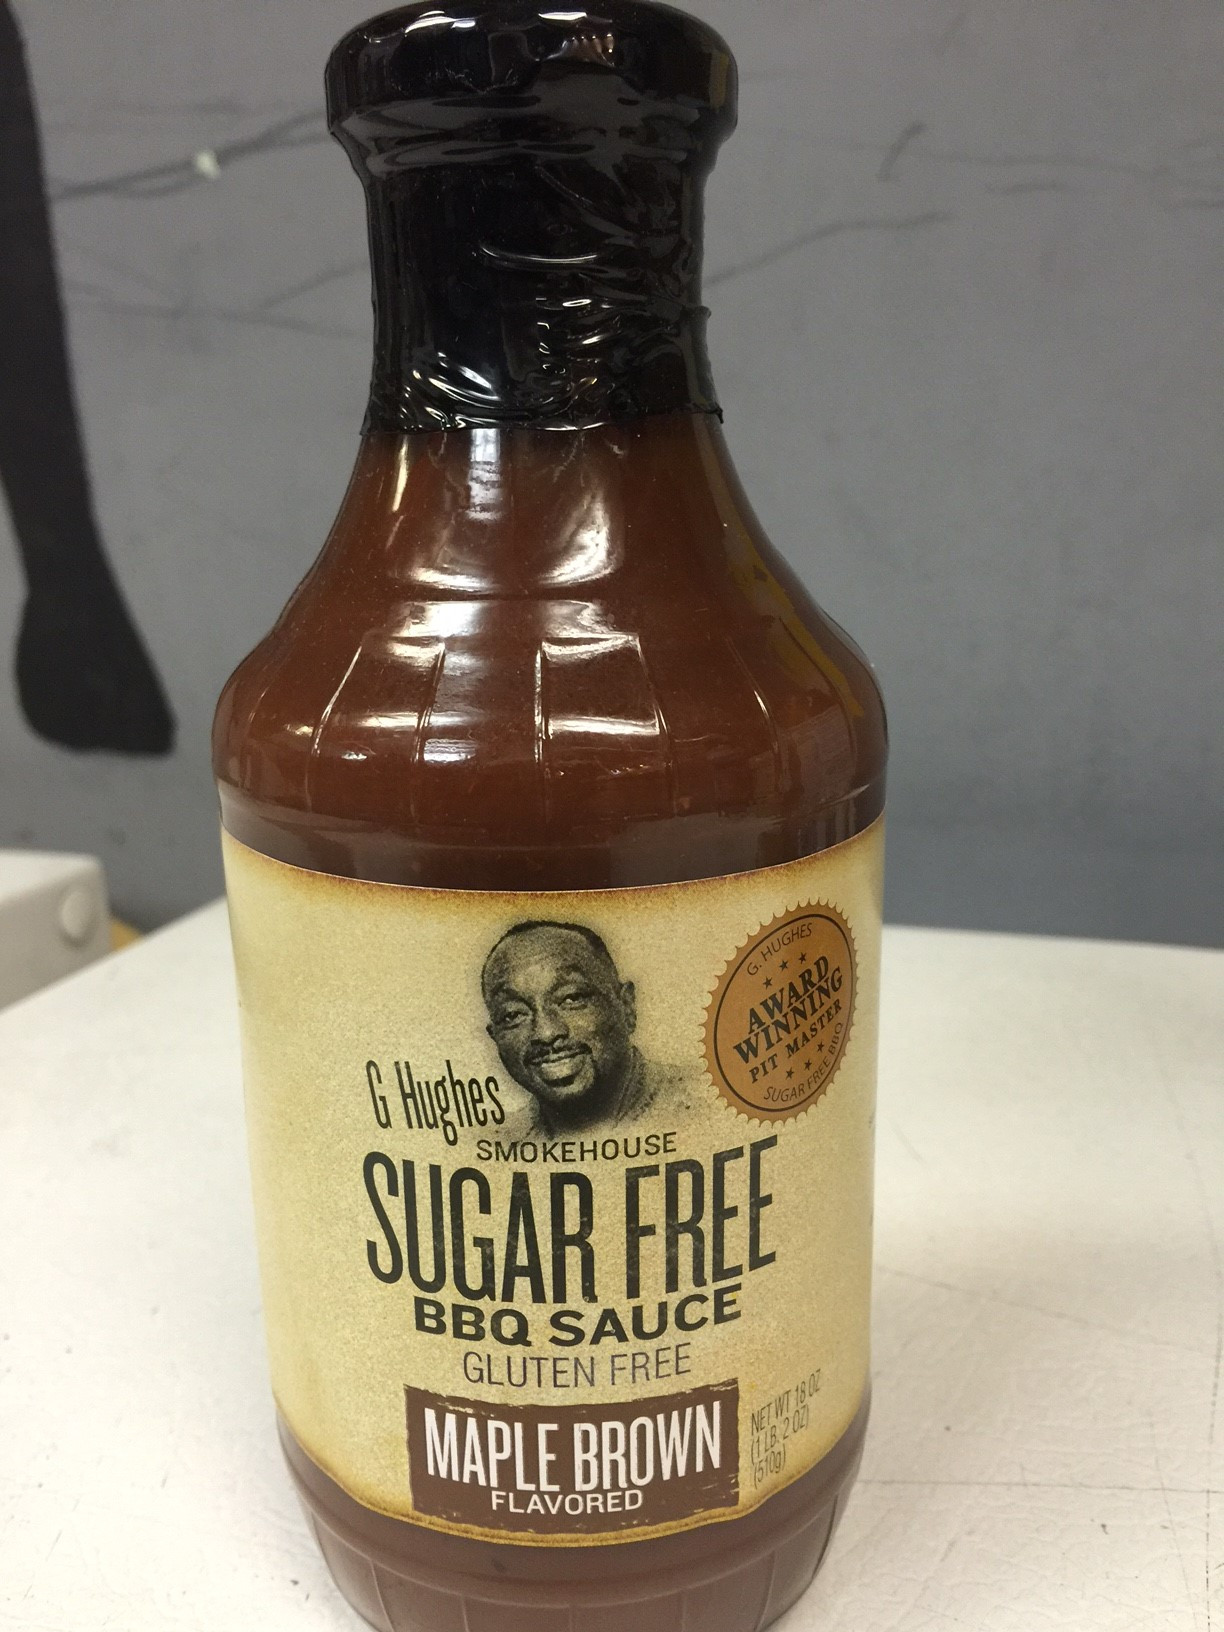 G. HUGHES
AWARD
WINNING
PIT MASTER
SUGAR FREE BBQ
G Hughes
SMOKEHOUSE
SUGAR FREE
BBQ SAUCE
GLUTEN FREE
MAPLE BROWN
FLAVORED
NET WT 18 OZ
(1 LB. 2 OZ)
(510g)